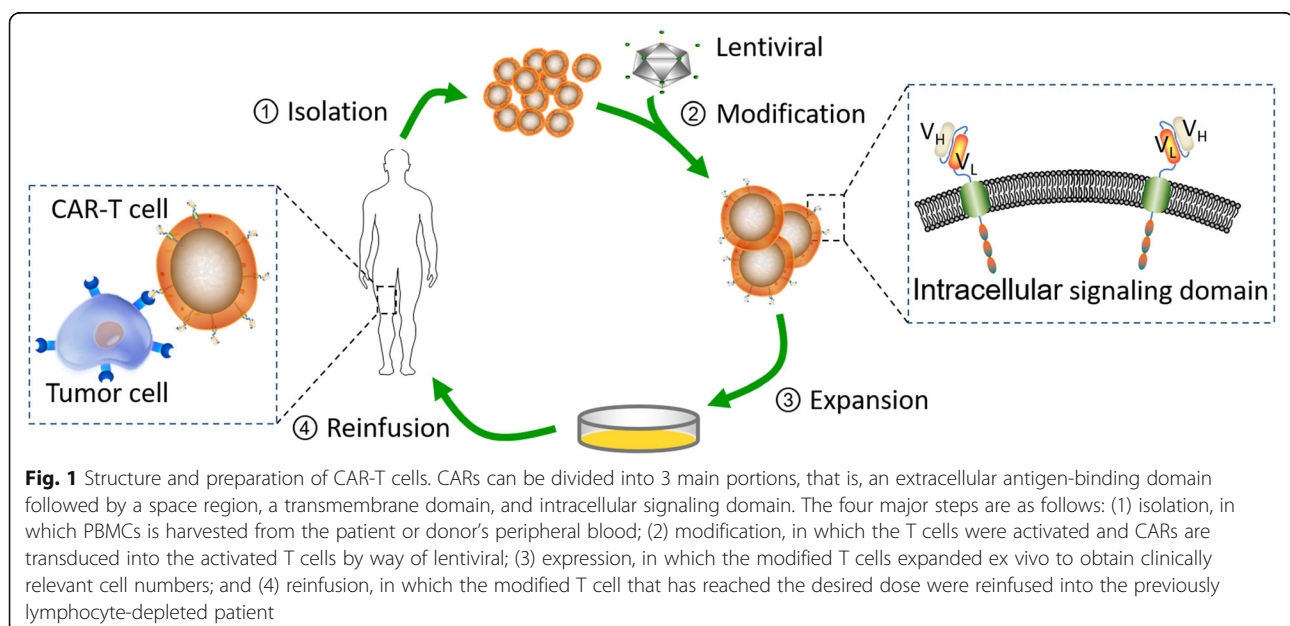 Lentiviral
① Isolation
② Modification
V_H
V_L
V_L
V_H
CAR-T cell
Intracellular signaling domain
Tumor cell
③ Expansion
④ Reinfusion
Fig. 1 Structure and preparation of CAR-T cells. CARs can be divided into 3 main portions, that is, an extracellular antigen-binding domain
followed by a space region, a transmembrane domain, and intracellular signaling domain. The four major steps are as follows: (1) isolation, in
which PBMCs is harvested from the patient or donor's peripheral blood; (2) modification, in which the T cells were activated and CARs are
transduced into the activated T cells by way of lentiviral; (3) expression, in which the modified T cells expanded ex vivo to obtain clinically
relevant cell numbers; and (4) reinfusion, in which the modified T cell that has reached the desired dose were reinfused into the previously
lymphocyte-depleted patient